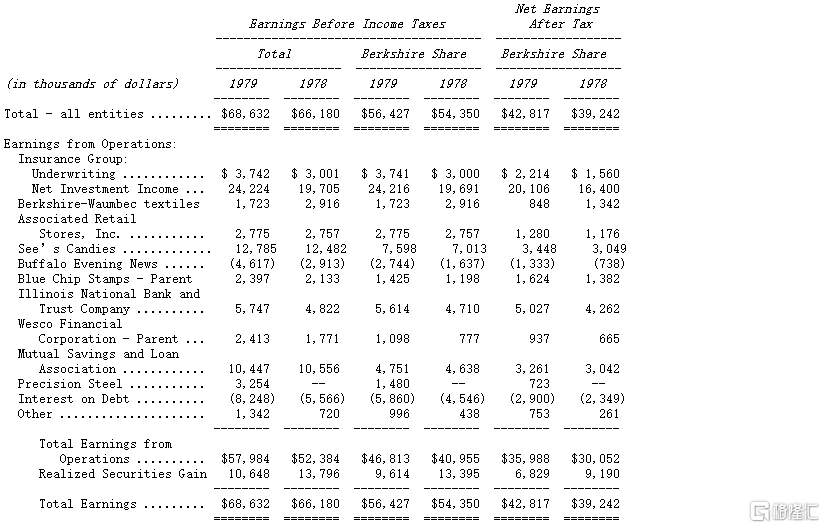 Net Earnings
Earnings Before Income Taxes After Tax
Total Berkshire Share Berkshire Share
(in thousands of dollars) 1979 1978 1979 1978 1979 1978
Total - all entities ......... $68,632 $66,180 $56,427 $54,350 $42,817 $39,242
Earnings from Operations:
Insurance Group:
Underwriting ............ $ 3,742 $ 3,001 $ 3,741 $ 3,000 $ 2,214 $ 1,560
Net Investment Income ... 24,224 19,705 24,216 19,691 20,106 16,400
Berkshire-Waumbec textiles 1,723 2,916 1,723 2,916 848 1,342
Associated Retail
Stores, Inc. ........... 2,775 2,757 2,775 2,757 1,280 1,176
See's Candies ............ 12,785 12,482 7,598 7,013 3,448 3,049
Buffalo Evening News ...... (4,617) (2,913) (2,744) (1,637) (1,333) (738)
Blue Chip Stamps - Parent 2,397 2,133 1,425 1,198 1,624 1,382
Illinois National Bank and
Trust Company .......... 5,747 4,822 5,614 4,710 5,027 4,262
Wesco Financial
Corporation - Parent ... 2,413 1,771 1,098 777 937 665
Mutual Savings and Loan
Association ............ 10,447 10,556 4,751 4,638 3,261 3,042
Precision Steel ........... 3,254 -- 1,480 -- 723 --
Interest on Debt .......... (8,248) (5,566) (5,860) (4,546) (2,900) (2,349)
Other ..................... 1,342 720 996 438 753 261
Total Earnings from
Operations .......... $57,984 $52,384 $46,813 $40,955 $35,988 $30,052
Realized Securities Gain 10,648 13,796 9,614 13,395 6,829 9,190
Total Earnings ......... $68,632 $66,180 $56,427 $54,350 $42,817 $39,242
格隆汇